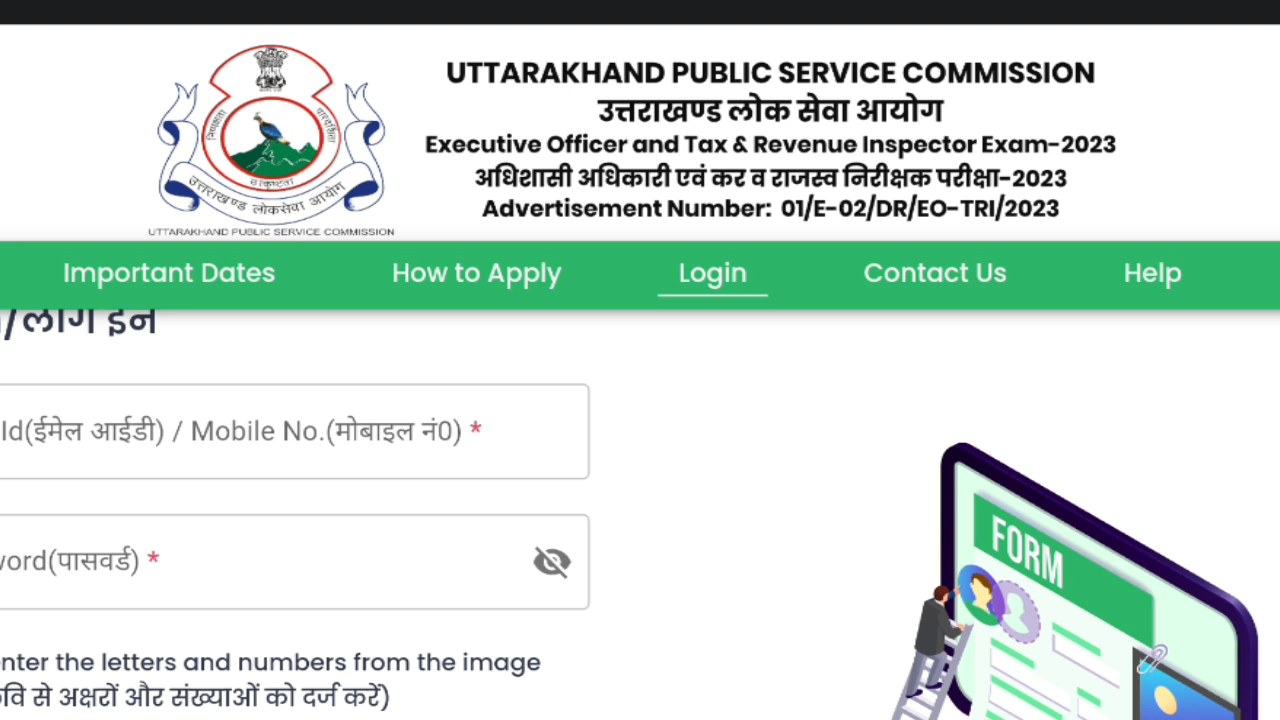 UTTARAKHAND PUBLIC SERVICE COMMISSION
उत्तराखण्ड लोक सेवा आयोग
Executive Officer and Tax & Revenue Inspector Exam-2023
अधिशासी अधिकारी एवं कर व राजस्व निरीक्षक परीक्षा-2023
Advertisement Number: 01/E-02/DR/EO-TRI/2023
उत्तराखण्ड लोकसेवा आयोग
UTTARAKHAND PUBLIC SERVICE COMMISSION
Important Dates How to Apply Login Contact Us Help
/लॉग इन
Id(ईमेल आईडी) / Mobile No.(मोबाइल नं0) *
word(पासवर्ड) *
enter the letters and numbers from the image
से अक्षरों और संख्याओं को दर्ज करें)
FORM